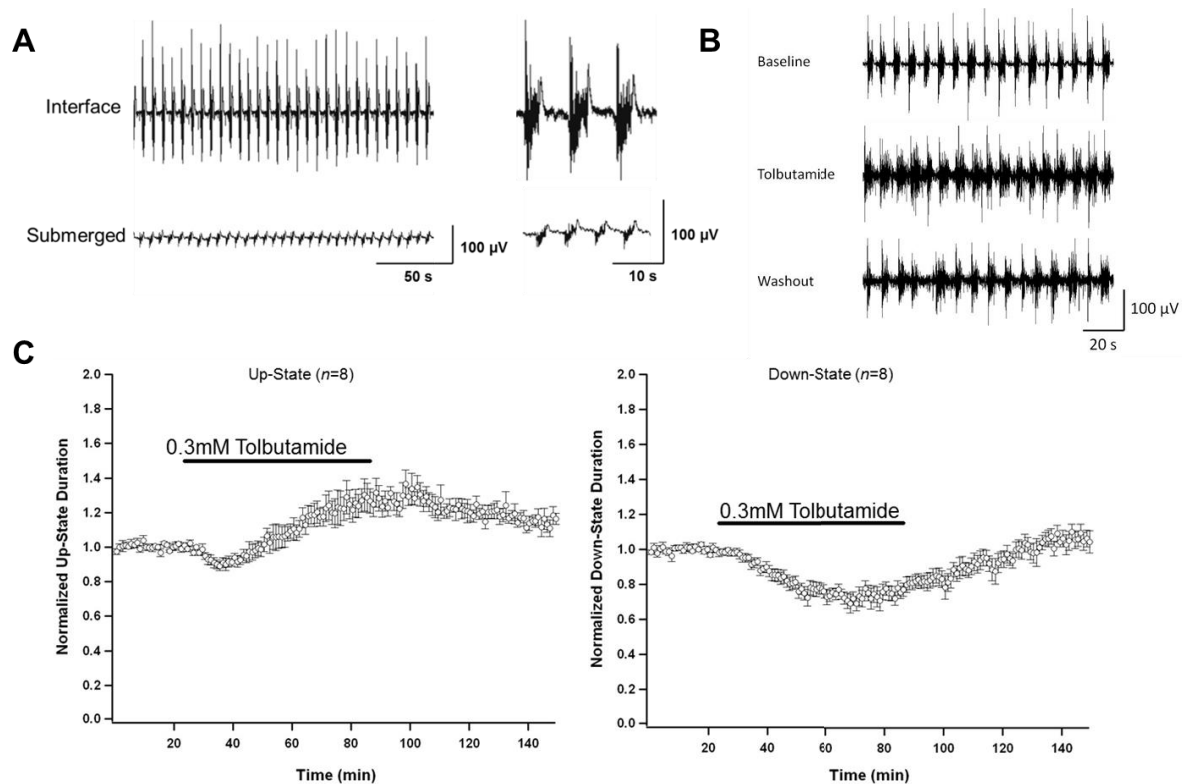 A
Interface
Submerged
100 µV
50 s
100 µV
10 s
B
Baseline
Tolbutamide
Washout
100 µV
20 s
C
Up-State (n=8)
0.3mM Tolbutamide
Normalized Up-State Duration
2.0
1.8
1.6
1.4
1.2
1.0
0.8
0.6
0.4
0.2
0.0
20 40 60 80 100 120 140
Time (min)
Down-State (n=8)
0.3mM Tolbutamide
Normalized Down-State Duration
2.0
1.8
1.6
1.4
1.2
1.0
0.8
0.6
0.4
0.2
0.0
20 40 60 80 100 120 140
Time (min)